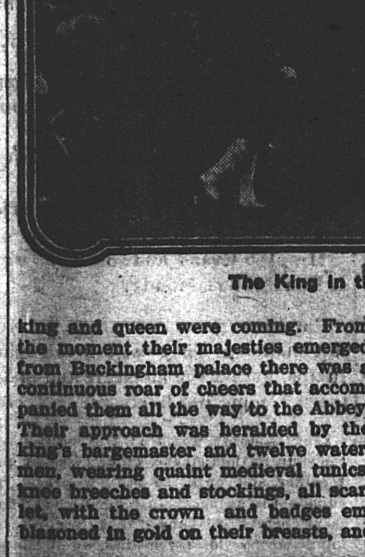 The King in t
king and queen were coming. From
the moment their majesties emerged
from Buckingham palace there was a
continuous roar of cheers that accom
panied them all the way to the Abbey
Their approach was heralded by the
king's bargemaster and twelve water
men, wearing quaint medieval tunics
knee breeches and stockings, all scar
let, with the crown and badges em
blasoned in gold on their breasts, and